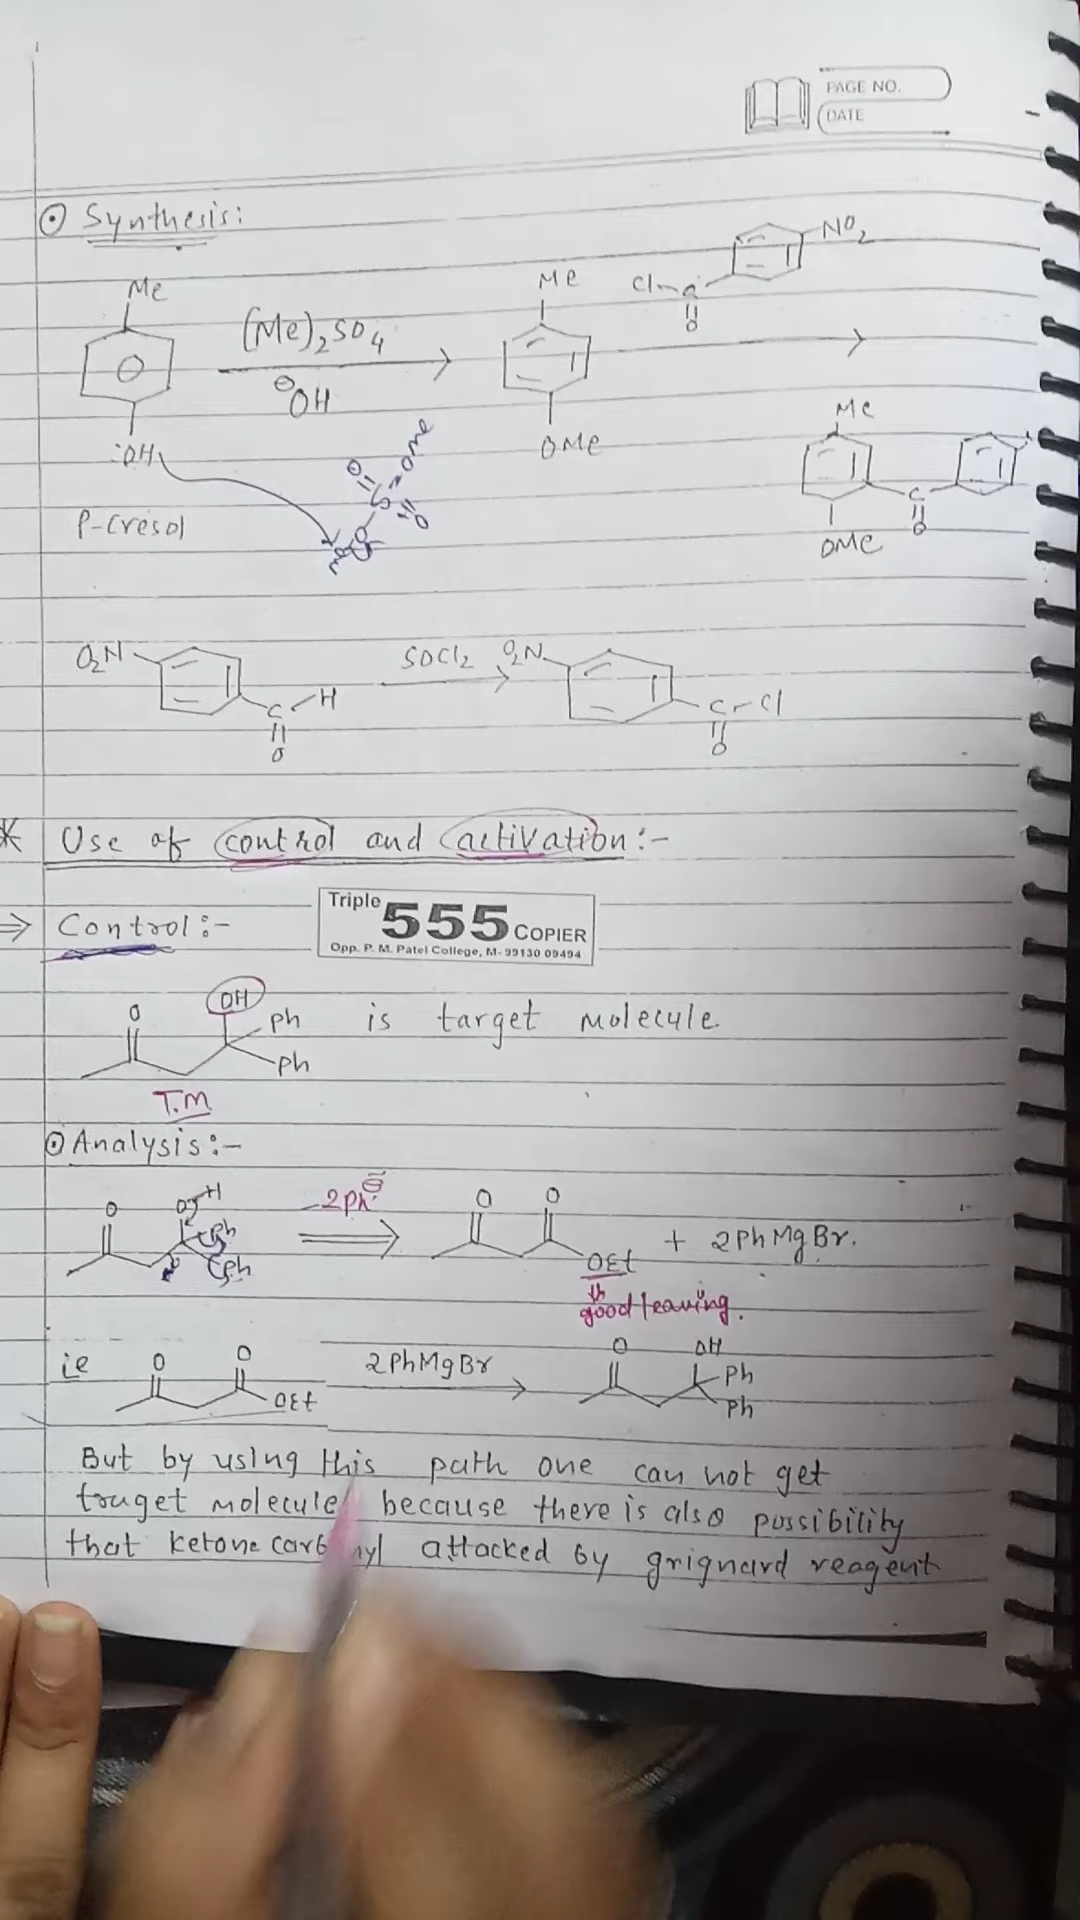 PAGE NO.
DATE
Synthesis:
Me
(Me)₂SO₄
⊖OH
:OH
P-cresol
Me
OMe
Cl-C
O
NO₂
O
S
OMe
O
O
Me
C
O
OMe
O₂N
C-H
O
SOCl₂
O₂N
C-Cl
O
* Use of control and activation:-
⇒ Control:-
Triple
555 COPIER
Opp. P. M. Patel College, M- 99130 09494
O OH
Ph
Ph
is target molecule.
T.M
Analysis:-
O OH
Ph
Ph
-2Ph⊖
O O
OEt
+ 2PhMgBr.
good leaving.
ie O O
OEt
2PhMgBr
O OH
Ph
Ph
But by using this path one can not get
target molecule because there is also possibility
that ketone carbonyl attacked by grignard reagent